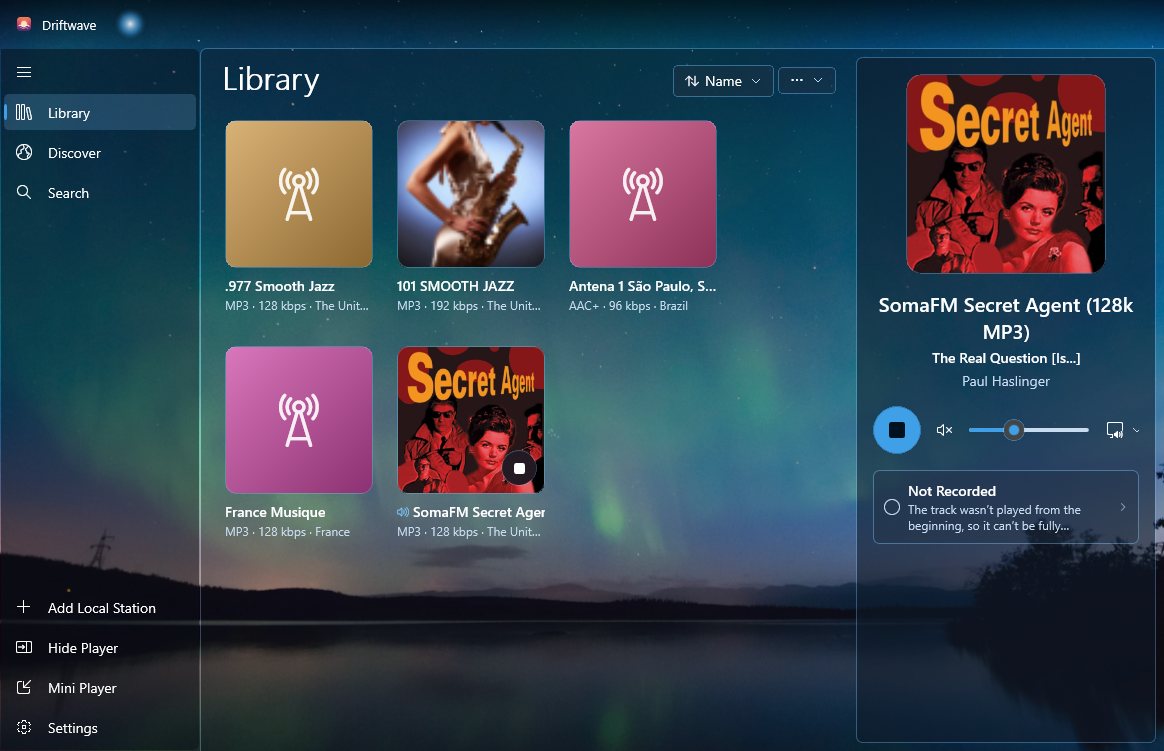 Driftwave
Library
Discover
Search
Add Local Station
Hide Player
Mini Player
Settings
Library
Name
.977 Smooth Jazz
MP3 · 128 kbps · The Unit...
101 SMOOTH JAZZ
MP3 · 192 kbps · The Unit...
Antena 1 São Paulo, S...
AAC+ · 96 kbps · Brazil
France Musique
MP3 · 128 kbps · France
Secret Agent
SomaFM Secret Ager
MP3 · 128 kbps · The Unit...
Secret Agent
SomaFM Secret Agent (128k
MP3)
The Real Question [Is...]
Paul Haslinger
Not Recorded
The track wasn't played from the
beginning, so it can't be fully...